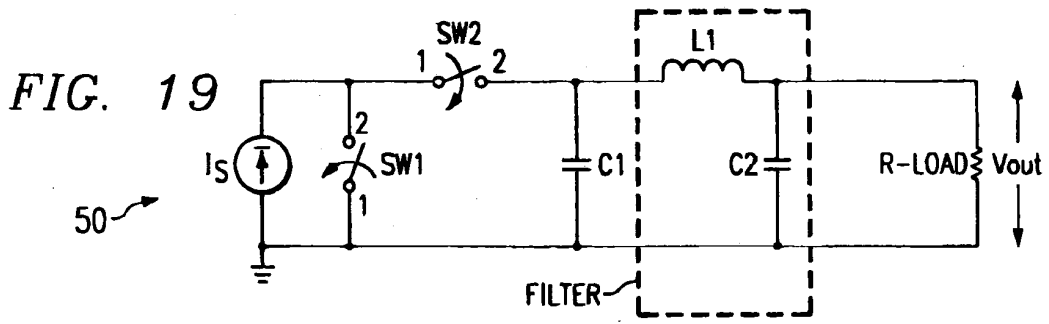 FIG. 19
SW2
1
2
L1
IS
2
SW1
1
C1
C2
R-LOAD
Vout
50
FILTER